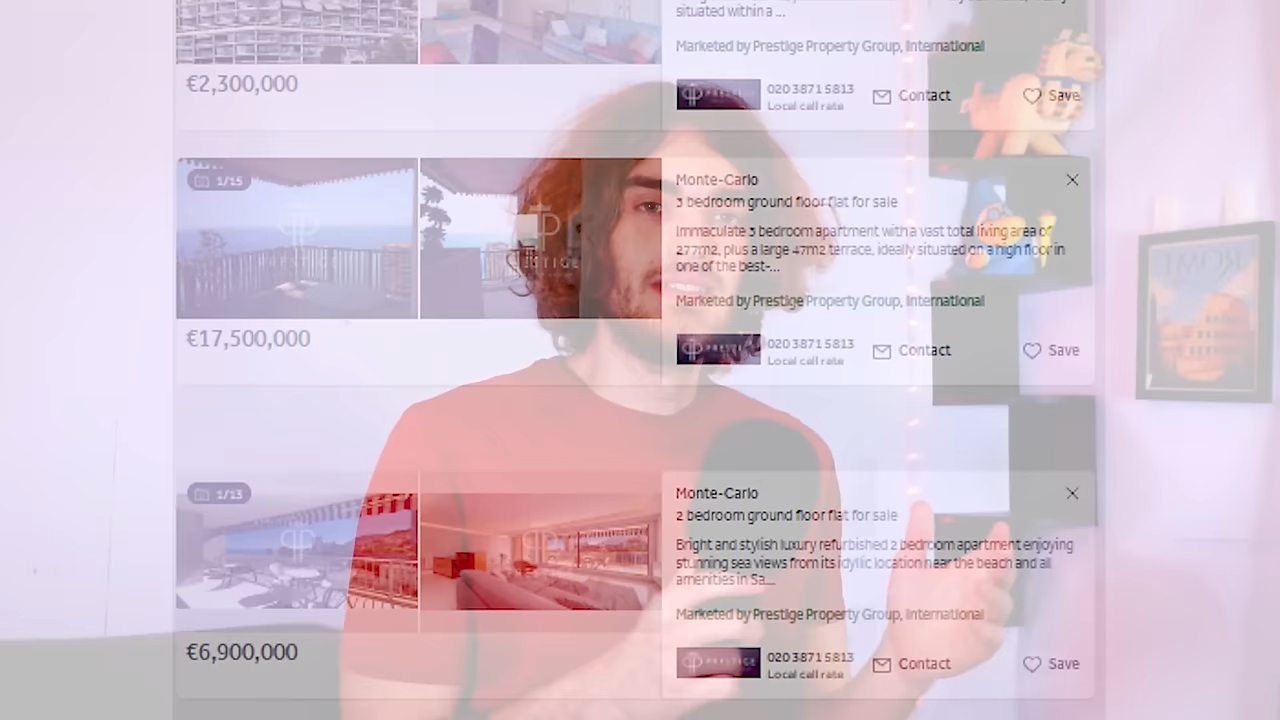 situated within a ...
Marketed by Prestige Property Group, International
€2,300,000
PRESTIGE
020 3871 5813
Local call rate
Contact
Save
1/15
Monte-Carlo
3 bedroom ground floor flat for sale
Immaculate 3 bedroom apartment with a vast total living area of
277m2, plus a large 47m2 terrace, ideally situated on a high floor in
one of the best-...
Marketed by Prestige Property Group, International
€17,500,000
PRESTIGE
020 3871 5813
Local call rate
Contact
Save
ROME
1/13
Monte-Carlo
2 bedroom ground floor flat for sale
Bright and stylish luxury refurbished 2 bedroom apartment enjoying
stunning sea views from its idyllic location near the beach and all
amenities in Sa...
Marketed by Prestige Property Group, International
€6,900,000
PRESTIGE
020 3871 5813
Local call rate
Contact
Save